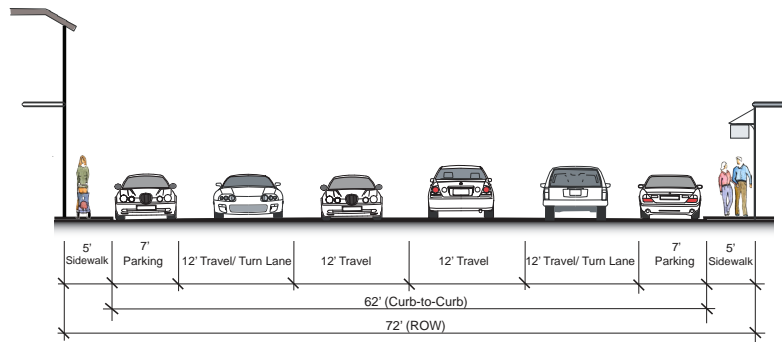 5' Sidewalk
7' Parking
12' Travel/ Turn Lane
12' Travel
12' Travel
12' Travel/ Turn Lane
7' Parking
5' Sidewalk
62' (Curb-to-Curb)
72' (ROW)